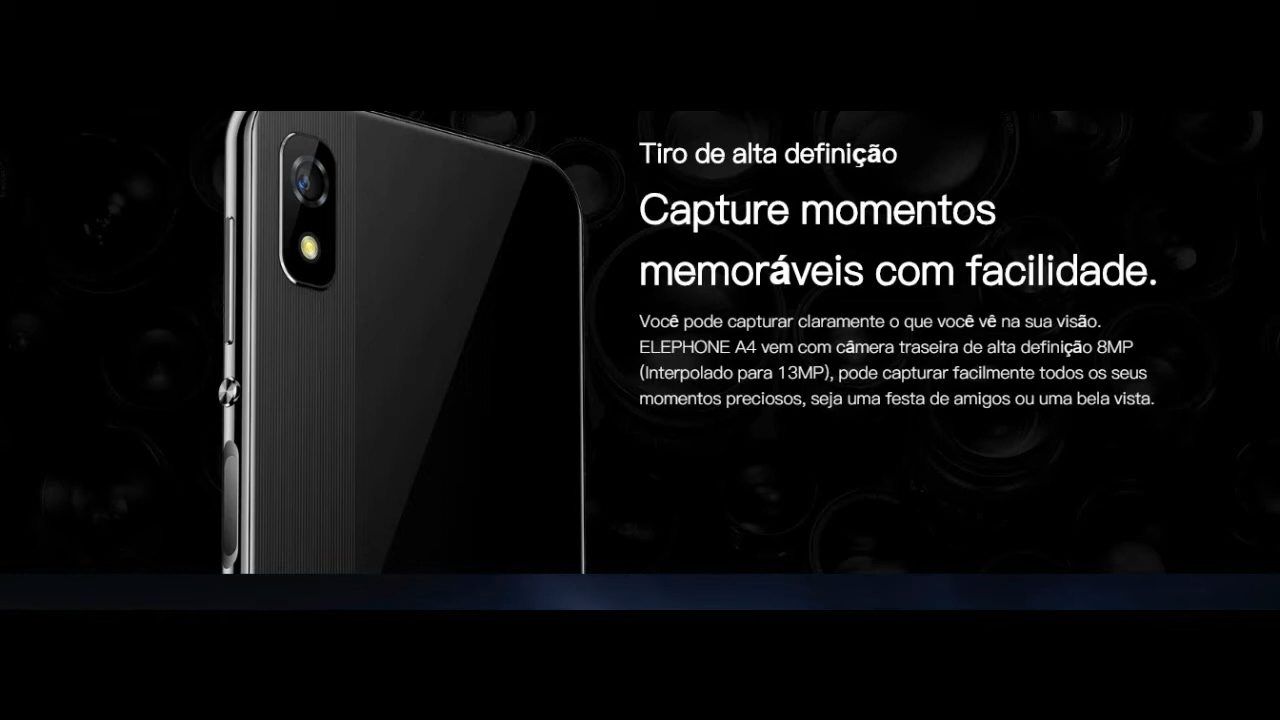 Tiro de alta definição
Capture momentos
memoráveis com facilidade.
Você pode capturar claramente o que você vê na sua visão.
ELEPHONE A4 vem com câmera traseira de alta definição 8MP
(Interpolado para 13MP), pode capturar facilmente todos os seus
momentos preciosos, seja uma festa de amigos ou uma bela vista.